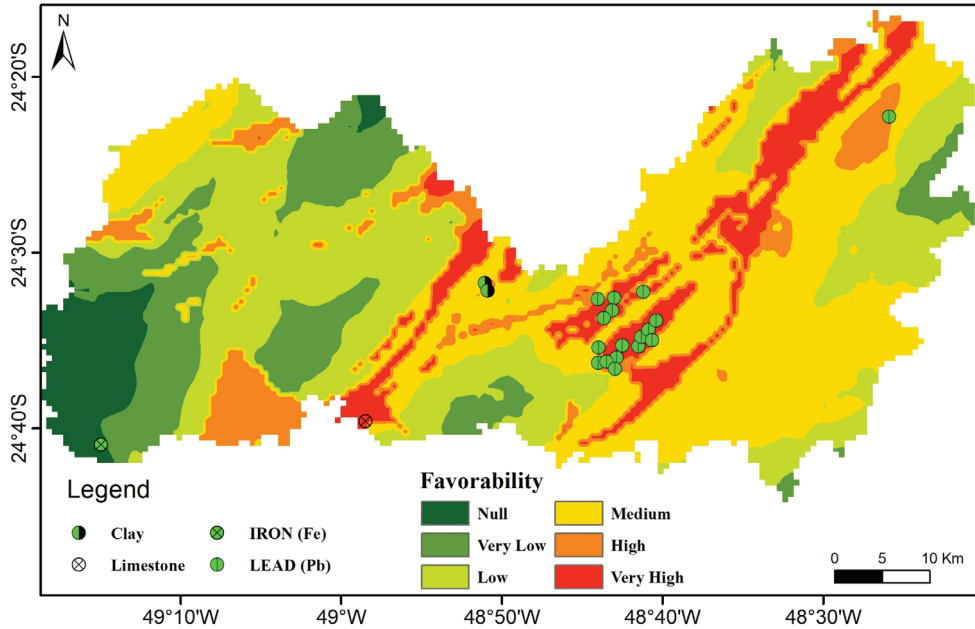 N
24°20'S
24°30'S
24°40'S
Legend
Clay
IRON (Fe)
Limestone
LEAD (Pb)
Favorability
Null
Medium
Very Low
High
Low
Very High
0 5 10 Km
49°10'W 49°W 48°50'W 48°40'W 48°30'W